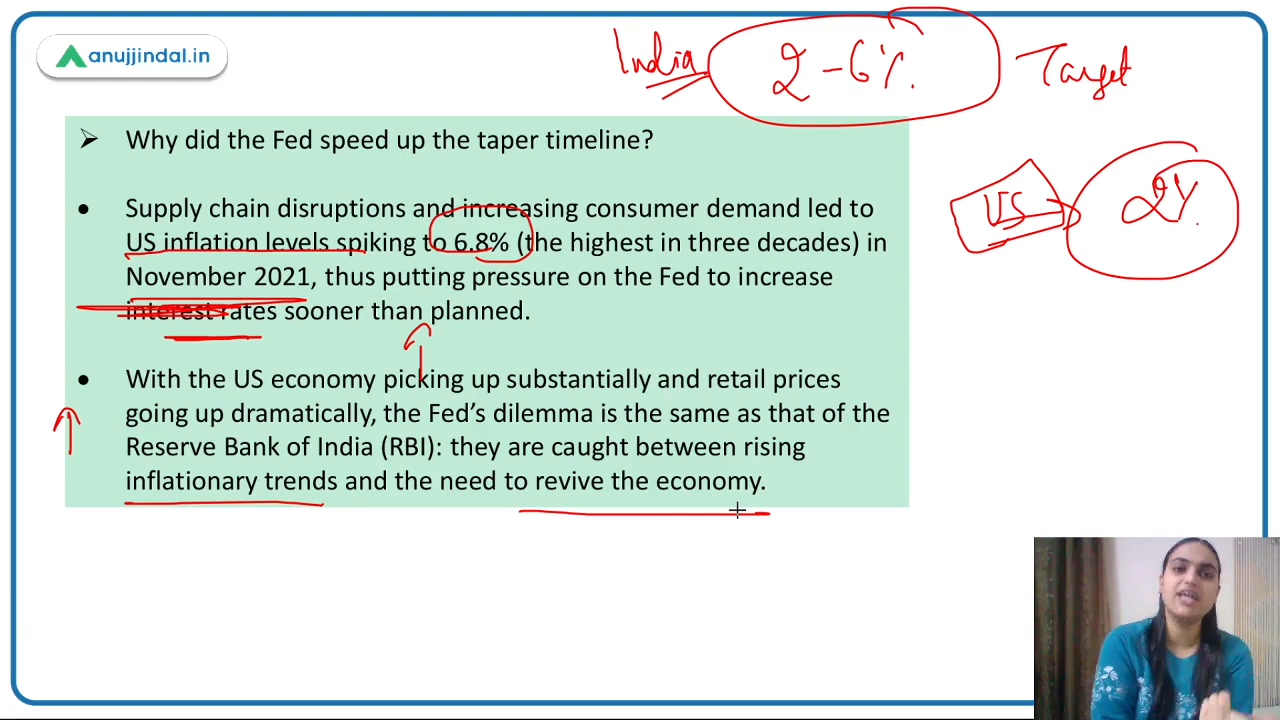 anujjindal.in
India 2-6% Target
Why did the Fed speed up the taper timeline?
US 2%
Supply chain disruptions and increasing consumer demand led to
US inflation levels spiking to 6.8% (the highest in three decades) in
November 2021, thus putting pressure on the Fed to increase
interest rates sooner than planned.
With the US economy picking up substantially and retail prices
going up dramatically, the Fed’s dilemma is the same as that of the
Reserve Bank of India (RBI): they are caught between rising
inflationary trends and the need to revive the economy.